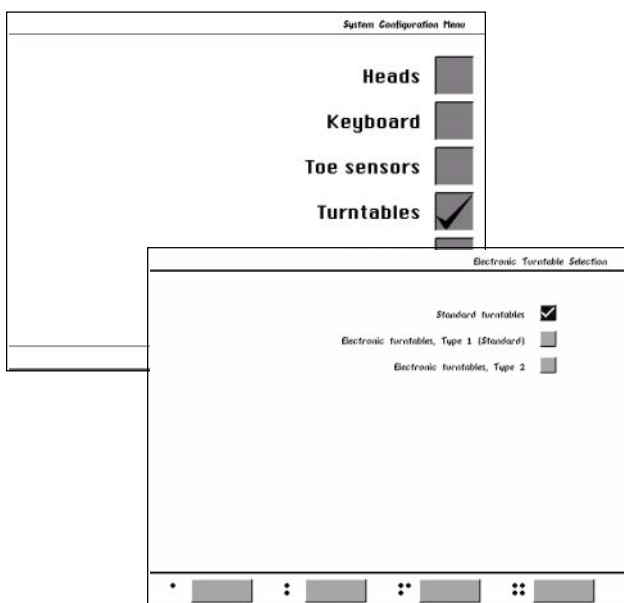 System Configuration Menu
Heads
Keyboard
Toe sensors
Turntables
Electronic Turntable Selection
Standard turntables
Electronic turntables, Type 1 (Standard)
Electronic turntables, Type 2